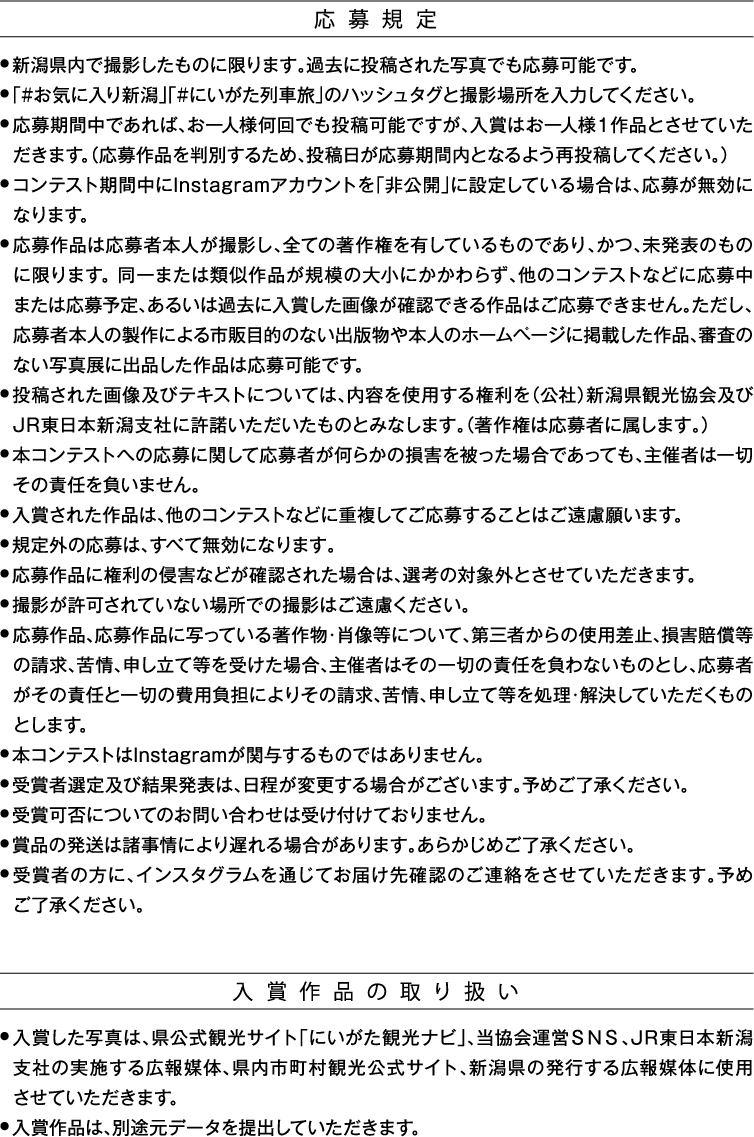 応募規定
●新潟県内で撮影したものに限ります。過去に投稿された写真でも応募可能です。
●「#お気に入り新潟」「#にいがた列車旅」のハッシュタグと撮影場所を入力してください。
●応募期間中であれば、お一人様何回でも投稿可能ですが、入賞はお一人様1作品とさせていた
だきます。（応募作品を判別するため、投稿日が応募期間内となるよう再投稿してください。）
●コンテスト期間中にInstagramアカウントを「非公開」に設定している場合は、応募が無効に
なります。
●応募作品は応募者本人が撮影し、全ての著作権を有しているものであり、かつ、未発表のもの
に限ります。 同一または類似作品が規模の大小にかかわらず、他のコンテストなどに応募中
または応募予定、あるいは過去に入賞した画像が確認できる作品はご応募できません。ただし、
応募者本人の製作による市販目的のない出版物や本人のホームページに掲載した作品、審査の
ない写真展に出品した作品は応募可能です。
●投稿された画像及びテキストについては、内容を使用する権利を（公社）新潟県観光協会及び
JR東日本新潟支社に許諾いただいたものとみなします。（著作権は応募者に属します。）
●本コンテストへの応募に関して応募者が何らかの損害を被った場合であっても、主催者は一切
その責任を負いません。
●入賞された作品は、他のコンテストなどに重複してご応募することはご遠慮願います。
●規定外の応募は、すべて無効になります。
●応募作品に権利の侵害などが確認された場合は、選考の対象外とさせていただきます。
●撮影が許可されていない場所での撮影はご遠慮ください。
●応募作品、応募作品に写っている著作物・肖像等について、第三者からの使用差止、損害賠償等
の請求、苦情、申し立て等を受けた場合、主催者はその一切の責任を負わないものとし、応募者
がその責任と一切の費用負担によりその請求、苦情、申し立て等を処理・解決していただくもの
とします。
●本コンテストはInstagramが関与するものではありません。
●受賞者選定及び結果発表は、日程が変更する場合がございます。予めご了承ください。
●受賞可否についてのお問い合わせは受け付けておりません。
●賞品の発送は諸事情により遅れる場合があります。あらかじめご了承ください。
●受賞者の方に、インスタグラムを通じてお届け先確認のご連絡をさせていただきます。予め
ご了承ください。
入賞作品の取り扱い
●入賞した写真は、県公式観光サイト「にいがた観光ナビ」、当協会運営SNS、JR東日本新潟
支社の実施する広報媒体、県内市町村観光公式サイト、新潟県の発行する広報媒体に使用
させていただきます。
●入賞作品は、別途元データを提出していただきます。